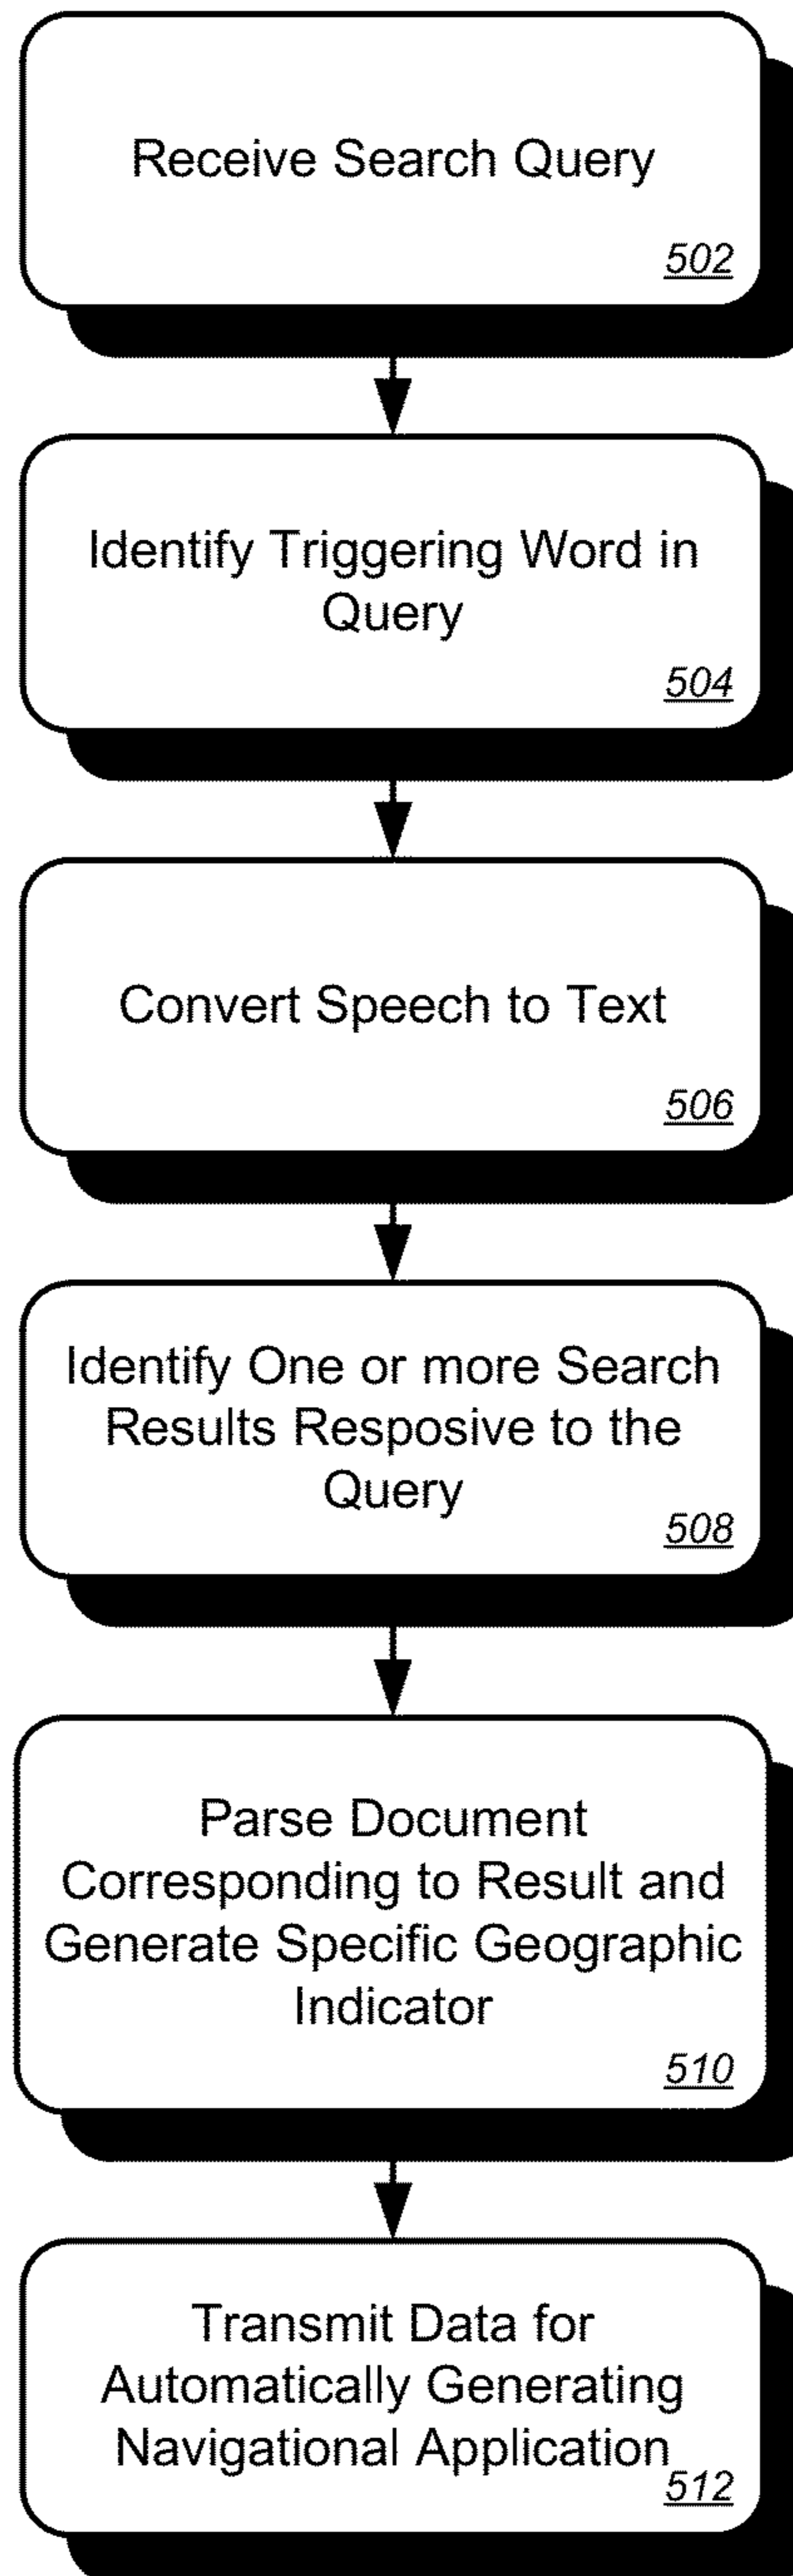 Receive Search Query
502
Identify Triggering Word in
Query
504
Convert Speech to Text
506
Identify One or more Search
Results Resposive to the
Query
508
Parse Document
Corresponding to Result and
Generate Specific Geographic
Indicator
510
Transmit Data for
Automatically Generating
Navigational Application
512